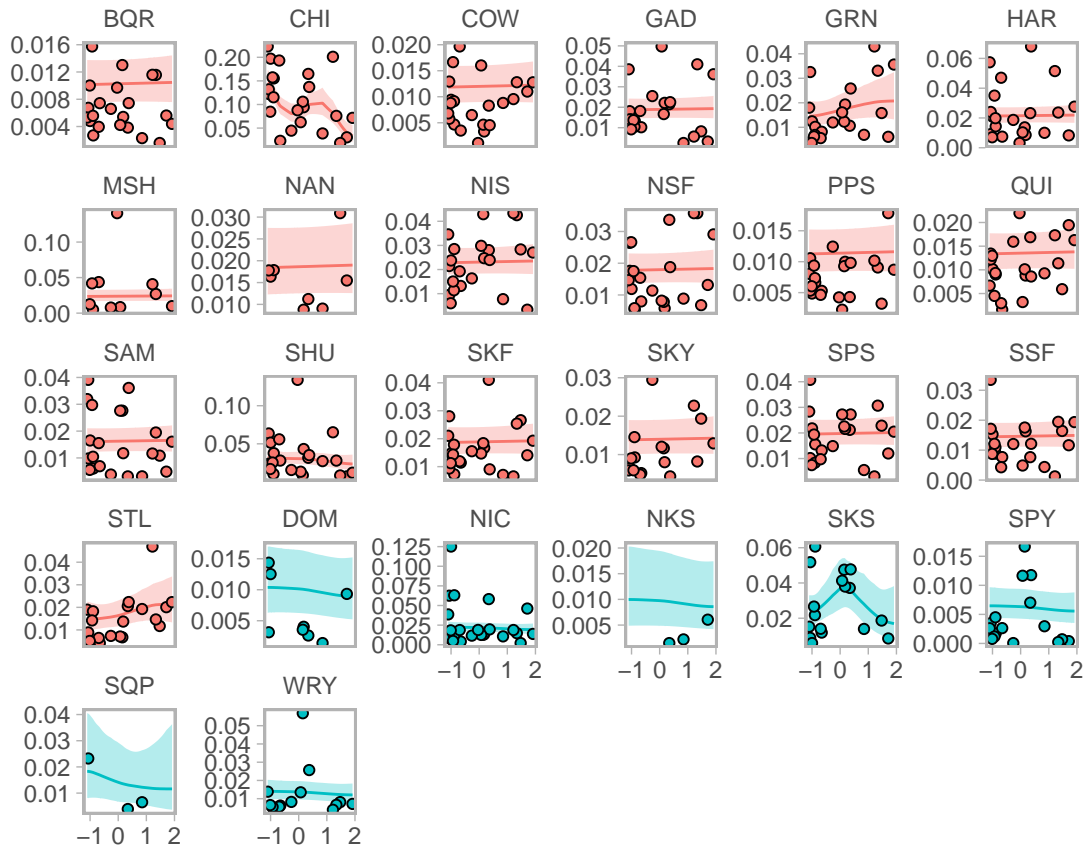 BQR CHI COW GAD GRN HAR
0.016 0.012 0.008 0.004
0.20 0.15 0.10 0.05
0.020 0.015 0.010 0.005
0.05 0.04 0.03 0.02 0.01
0.04 0.03 0.02 0.01
0.06 0.04 0.02 0.00
MSH NAN NIS NSF PPS QUI
0.10 0.05 0.00
0.030 0.025 0.020 0.015 0.010
0.04 0.03 0.02 0.01
0.03 0.02 0.01
0.015 0.010 0.005
0.020 0.015 0.010 0.005
SAM SHU SKF SKY SPS SSF
0.04 0.03 0.02 0.01
0.10 0.05
0.04 0.03 0.02 0.01
0.03 0.02 0.01
0.04 0.03 0.02 0.01
0.03 0.02 0.01 0.00
STL DOM NIC NKS SKS SPY
0.04 0.03 0.02 0.01
0.015 0.010 0.005
0.125 0.100 0.075 0.050 0.025 0.000
0.020 0.015 0.010 0.005
0.06 0.04 0.02
0.015 0.010 0.005 0.000
−1 0 1 2
−1 0 1 2
−1 0 1 2
−1 0 1 2
SQP WRY
0.04 0.03 0.02 0.01
0.05 0.04 0.03 0.02 0.01
−1 0 1 2
−1 0 1 2